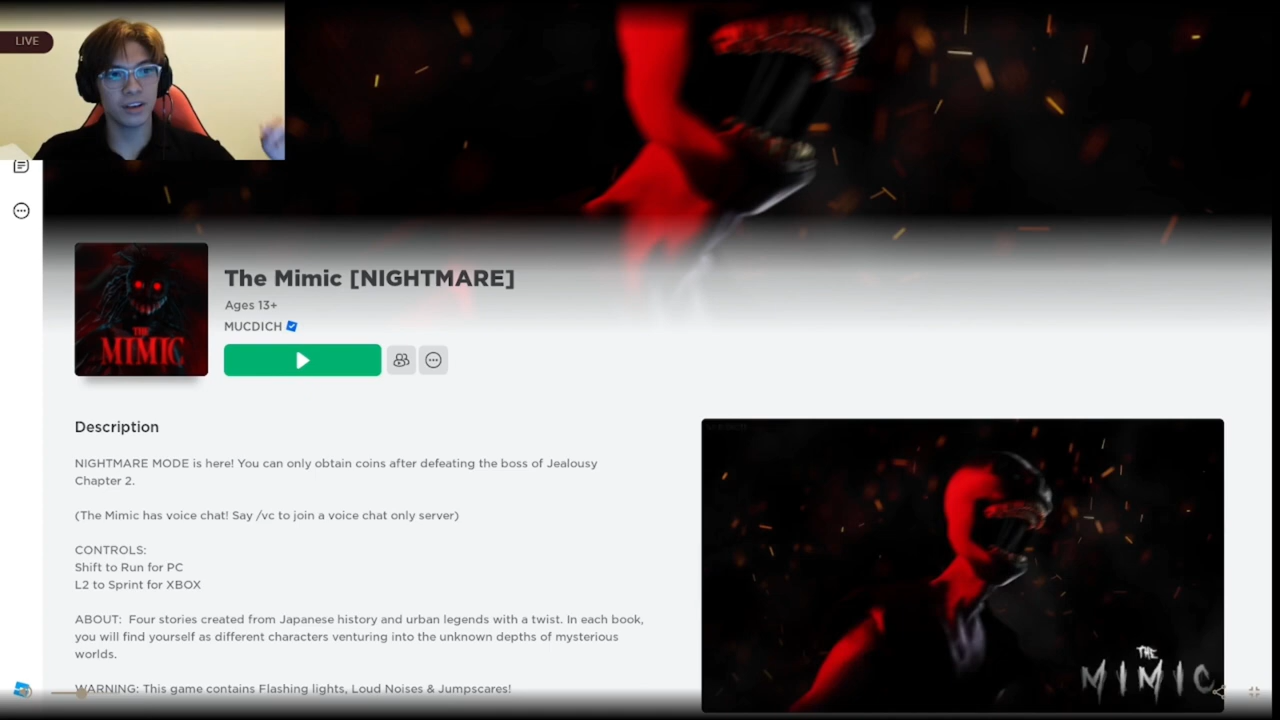 LIVE
The Mimic [NIGHTMARE]
Ages 13+
MUCDICH
THE
MIMIC
Description
NIGHTMARE MODE is here! You can only obtain coins after defeating the boss of Jealousy
Chapter 2.
(The Mimic has voice chat! Say /vc to join a voice chat only server)
CONTROLS:
Shift to Run for PC
L2 to Sprint for XBOX
ABOUT:  Four stories created from Japanese history and urban legends with a twist. In each book,
you will find yourself as different characters venturing into the unknown depths of mysterious
worlds.
WARNING: This game contains Flashing lights, Loud Noises & Jumpscares!
THE
MIMIC